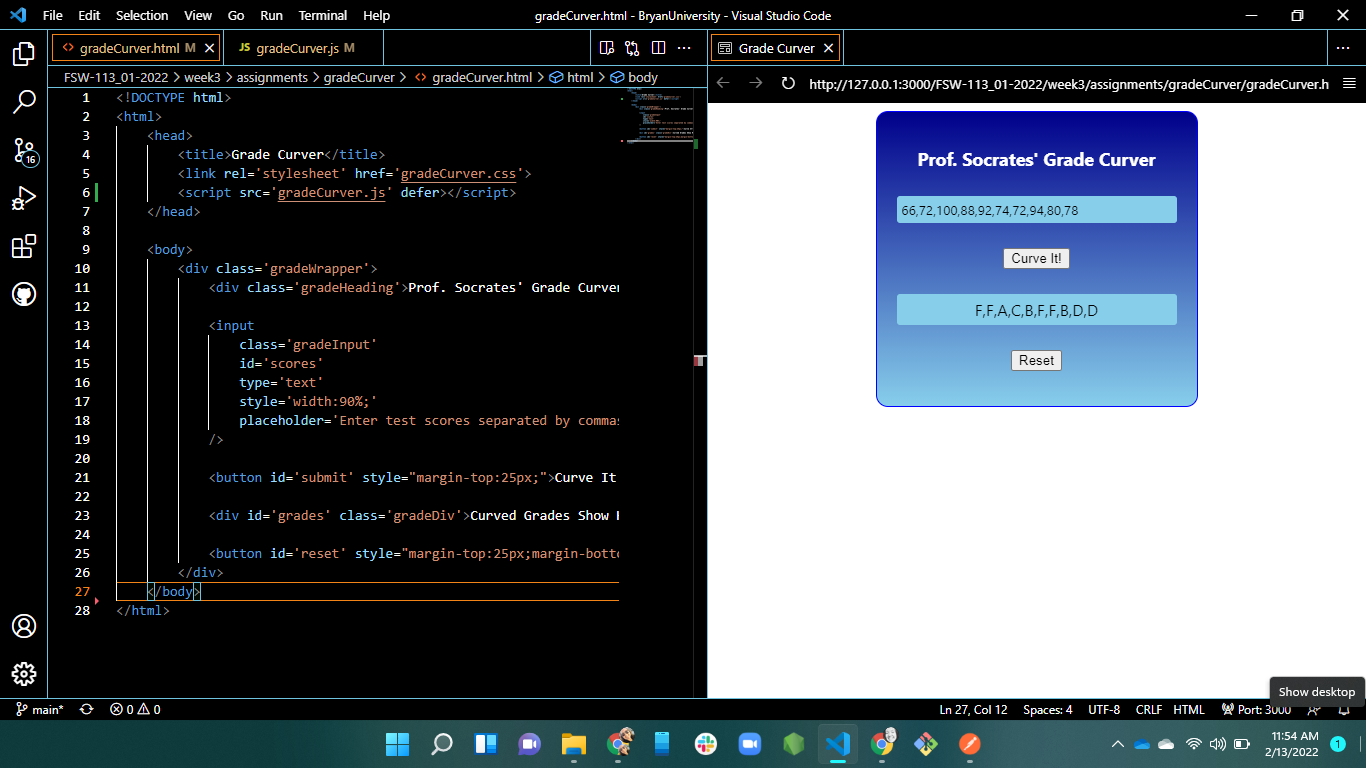 File Edit Selection View Go Run Terminal Help gradeCurver.html - BryanUniversity - Visual Studio Code
<> gradeCurver.html M JS gradeCurver.js M Grade Curver
FSW-113_01-2022 > week3 > assignments > gradeCurver > <> gradeCurver.html > html > body
http://127.0.0.1:3000/FSW-113_01-2022/week3/assignments/gradeCurver/gradeCurver.h
1 <!DOCTYPE html>
2 <html>
3 <head>
4 <title>Grade Curver</title>
5 <link rel='stylesheet' href='gradeCurver.css'>
6 <script src='gradeCurver.js' defer></script>
7 </head>
8
9 <body>
10 <div class='gradeWrapper'>
11 <div class='gradeHeading'>Prof. Socrates' Grade Curver
12
13 <input
14 class='gradeInput'
15 id='scores'
16 type='text'
17 style='width:90%;'
18 placeholder='Enter test scores separated by commas
19 />
20
21 <button id='submit' style="margin-top:25px;">Curve It
22
23 <div id='grades' class='gradeDiv'>Curved Grades Show H
24
25 <button id='reset' style="margin-top:25px;margin-botto
26 </div>
27 </body>
28 </html>
Prof. Socrates' Grade Curver
66,72,100,88,92,74,72,94,80,78
Curve It!
F,F,A,C,B,F,F,B,D,D
Reset
16
Show desktop
main* 0 0 Ln 27, Col 12 Spaces: 4 UTF-8 CRLF HTML Port: 3000
11:54 AM
2/13/2022
1